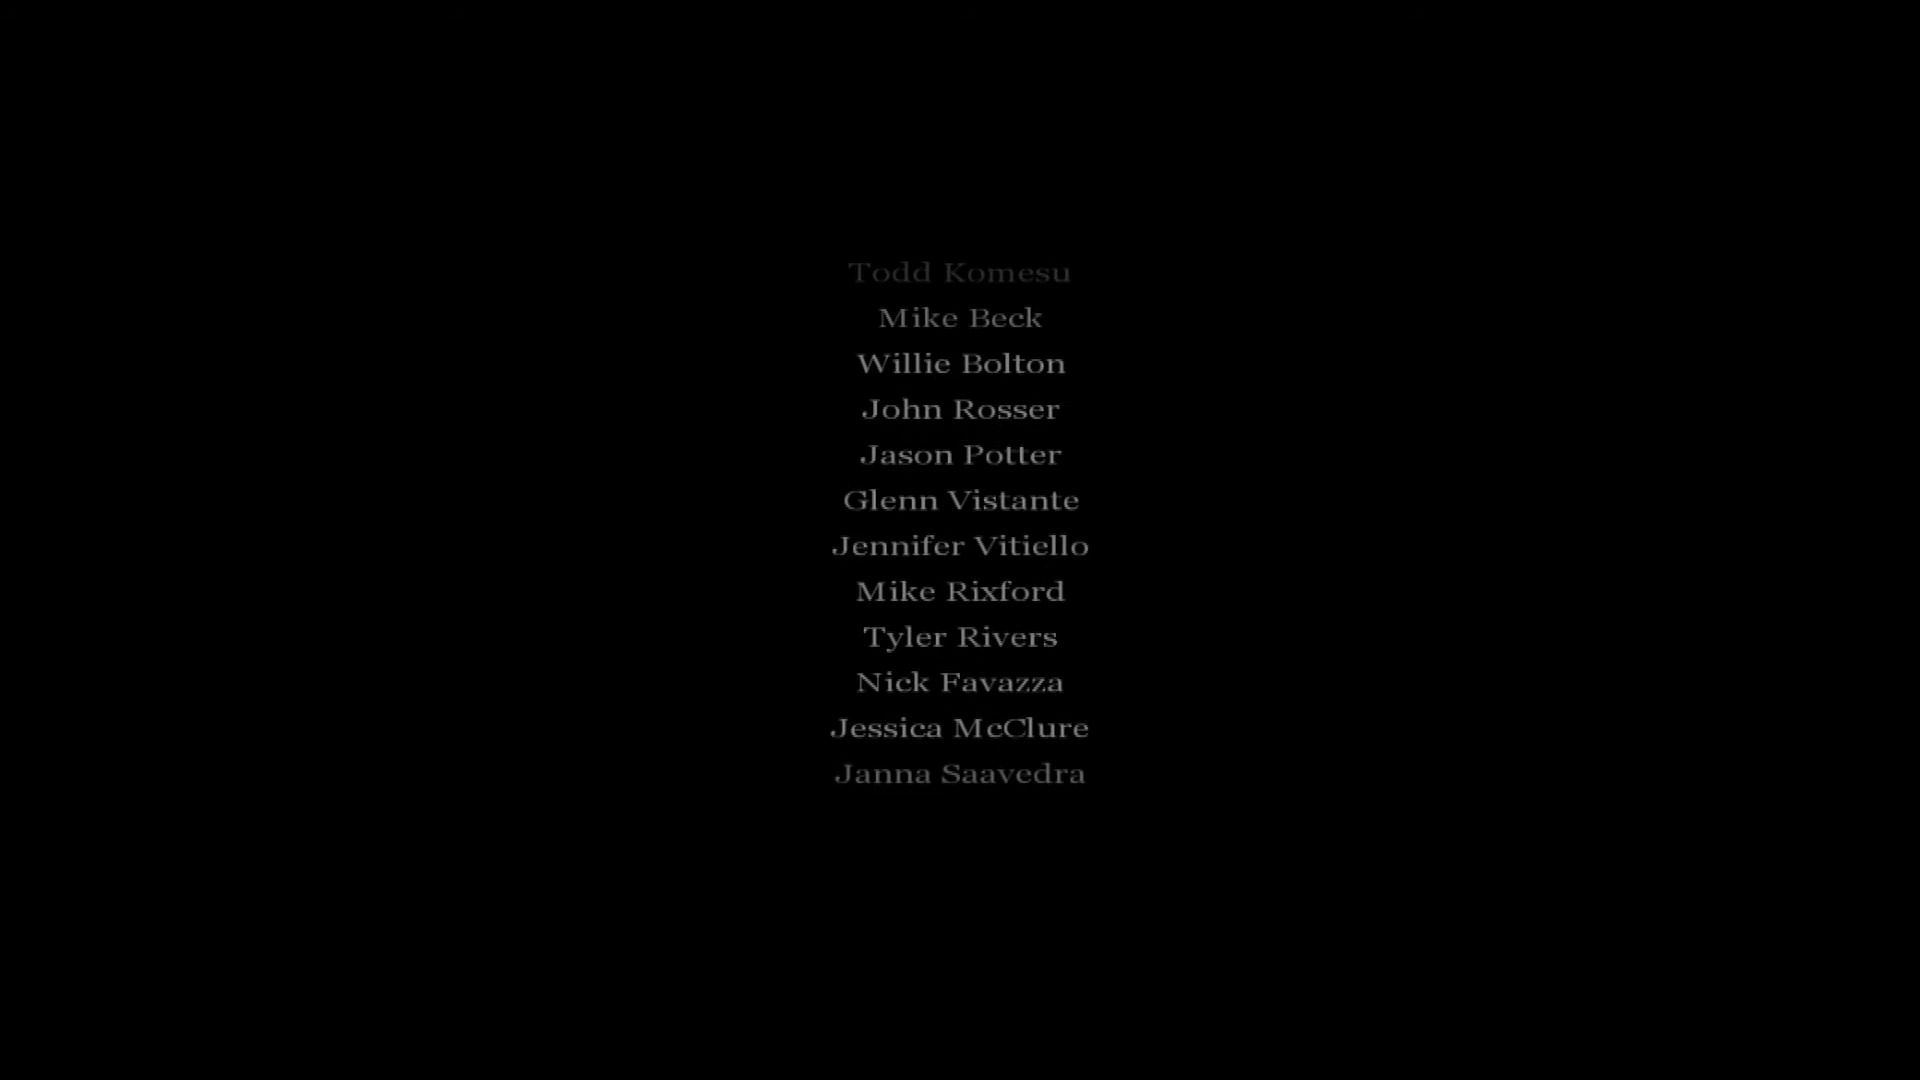 Todd Komesu
Mike Beck
Willie Bolton
John Rosser
Jason Potter
Glenn Vistante
Jennifer Vitiello
Mike Rixford
Tyler Rivers
Nick Favazza
Jessica McClure
Janna Saavedra